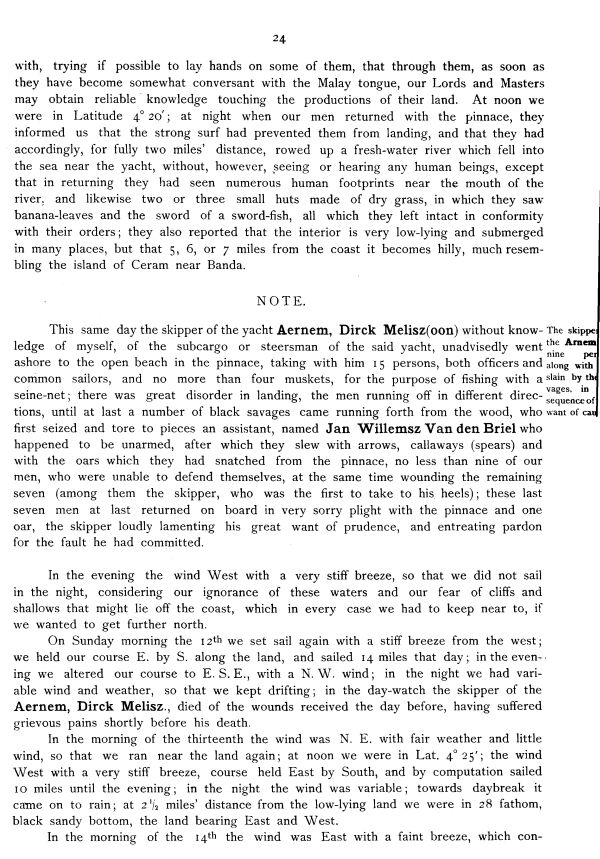 24
with, trying if possible to lay hands on some of them, that through them, as soon as
they have become somewhat conversant with the Malay tongue, our Lords and Masters
may obtain reliable knowledge touching the productions of their land. At noon we
were in Latitude 4° 20′; at night when our men returned with the pinnace, they
informed us that the strong surf had prevented them from landing, and that they had
accordingly, for fully two miles' distance, rowed up a fresh-water river which fell into
the sea near the yacht, without, however, seeing or hearing any human beings, except
that in returning they had seen numerous human footprints near the mouth of the
river, and likewise two or three small huts made of dry grass, in which they saw
banana-leaves and the sword of a sword-fish, all which they left intact in conformity
with their orders; they also reported that the interior is very low-lying and submerged
in many places, but that 5, 6, or 7 miles from the coast it becomes hilly, much resem-
bling the island of Ceram near Banda.
NOTE.
This same day the skipper of the yacht Aernem, Dirck Melisz(oon) without know-
ledge of myself, of the subcargo or steersman of the said yacht, unadvisedly went
ashore to the open beach in the pinnace, taking with him 15 persons, both officers and
common sailors, and no more than four muskets, for the purpose of fishing with a
seine-net; there was great disorder in landing, the men running off in different direc-
tions, until at last a number of black savages came running forth from the wood, who
first seized and tore to pieces an assistant, named Jan Willemsz Van den Briel who
happened to be unarmed, after which they slew with arrows, callaways (spears) and
with the oars which they had snatched from the pinnace, no less than nine of our
men, who were unable to defend themselves, at the same time wounding the remaining
seven (among them the skipper, who was the first to take to his heels); these last
seven men at last returned on board in very sorry plight with the pinnace and one
oar, the skipper loudly lamenting his great want of prudence, and entreating pardon
for the fault he had committed.
The skippe
the Arnem
nine per
along with
slain by th
vages, in
sequence of
want of cau
In the evening the wind West with a very stiff breeze, so that we did not sail
in the night, considering our ignorance of these waters and our fear of cliffs and
shallows that might lie off the coast, which in every case we had to keep near to, if
we wanted to get further north.
On Sunday morning the 12th we set sail again with a stiff breeze from the west;
we held our course E. by S. along the land, and sailed 14 miles that day; in the even-
ing we altered our course to E. S. E., with a N. W. wind; in the night we had vari-
able wind and weather, so that we kept drifting; in the day-watch the skipper of the
Aernem, Dirck Melisz., died of the wounds received the day before, having suffered
grievous pains shortly before his death.
In the morning of the thirteenth the wind was N. E. with fair weather and little
wind, so that we ran near the land again; at noon we were in Lat. 4° 25′; the wind
West with a very stiff breeze, course held East by South, and by computation sailed
10 miles until the evening; in the night the wind was variable; towards daybreak it
came on to rain; at 2 1/2 miles' distance from the low-lying land we were in 28 fathom,
black sandy bottom, the land bearing East and West.
In the morning of the 14th the wind was East with a faint breeze, which con-